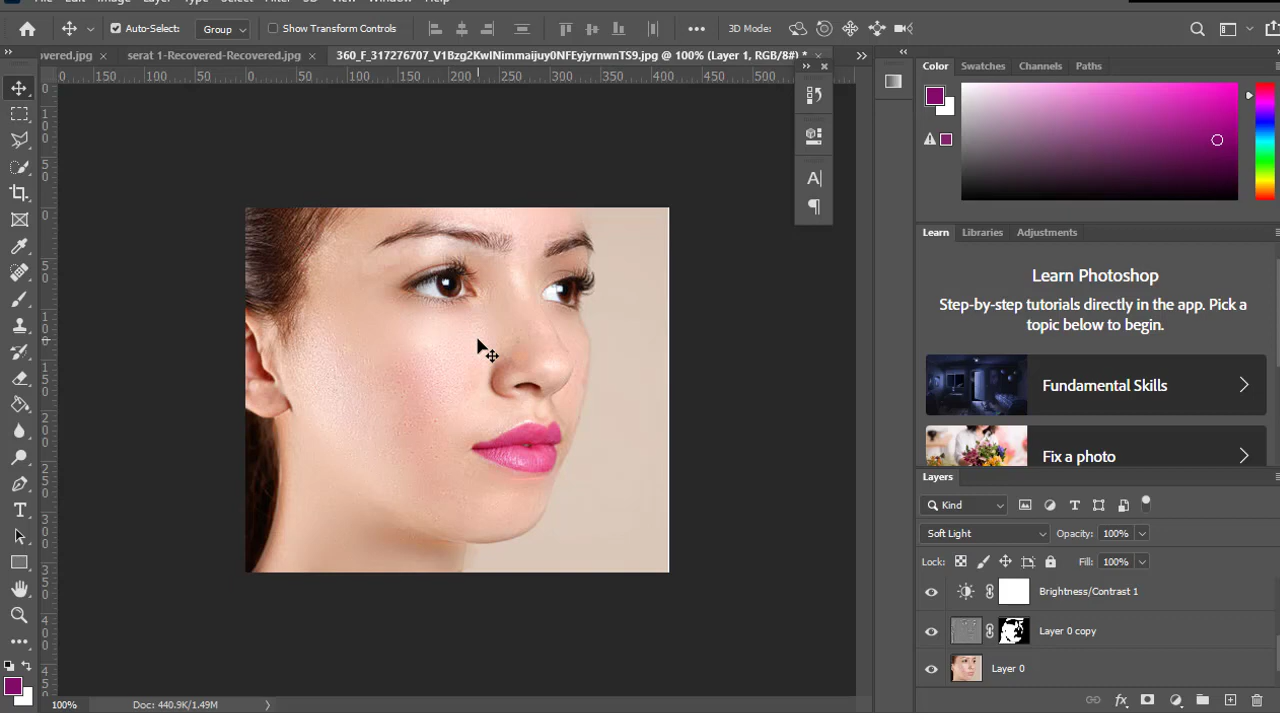 Auto-Select: Group Show Transform Controls 3D Mode:
vered.jpg serat 1-Recovered-Recovered.jpg 360_F_317276707_V1Bzg2KwINimmaijuy0NFEyjyrnwnTS9.jpg @ 100% (Layer 1, RGB/8#) *
0 150 100 50 0 50 100 150 200 250 300 350 400 450 500
Color Swatches Channels Paths
Learn Libraries Adjustments
Learn Photoshop
Step-by-step tutorials directly in the app. Pick a
topic below to begin.
Fundamental Skills
Fix a photo
Layers
Kind
Soft Light Opacity: 100%
Lock: Fill: 100%
Brightness/Contrast 1
Layer 0 copy
Layer 0
100% Doc: 440.9K/1.49M